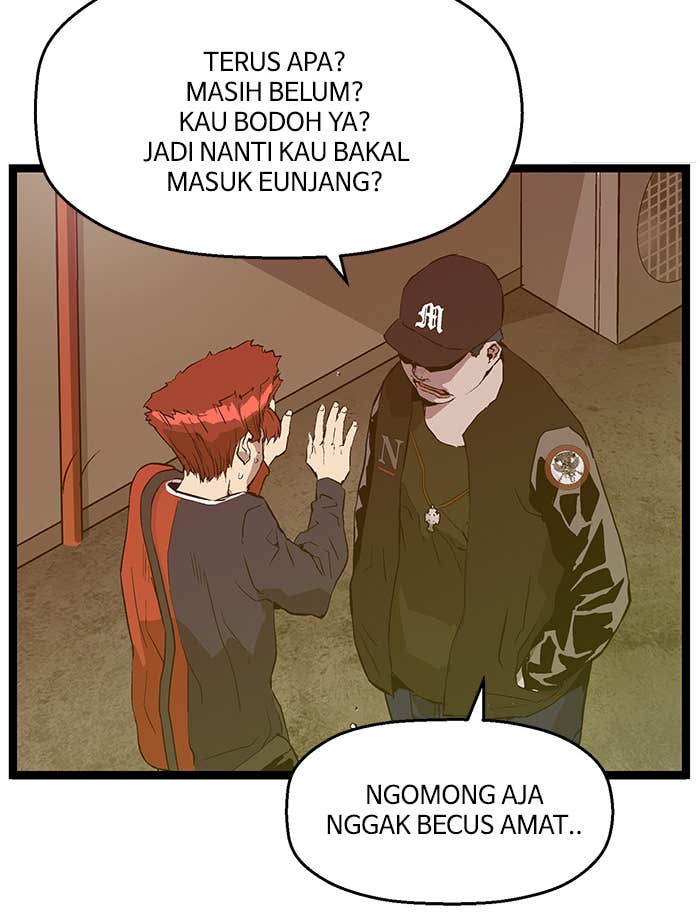 TERUS APA?
MASIH BELUM?
KAU BODOH YA?
JADI NANTI KAU BAKAL
MASUK EUNJANG?
M
N
NGOMONG AJA
NGGAK BECUS AMAT..